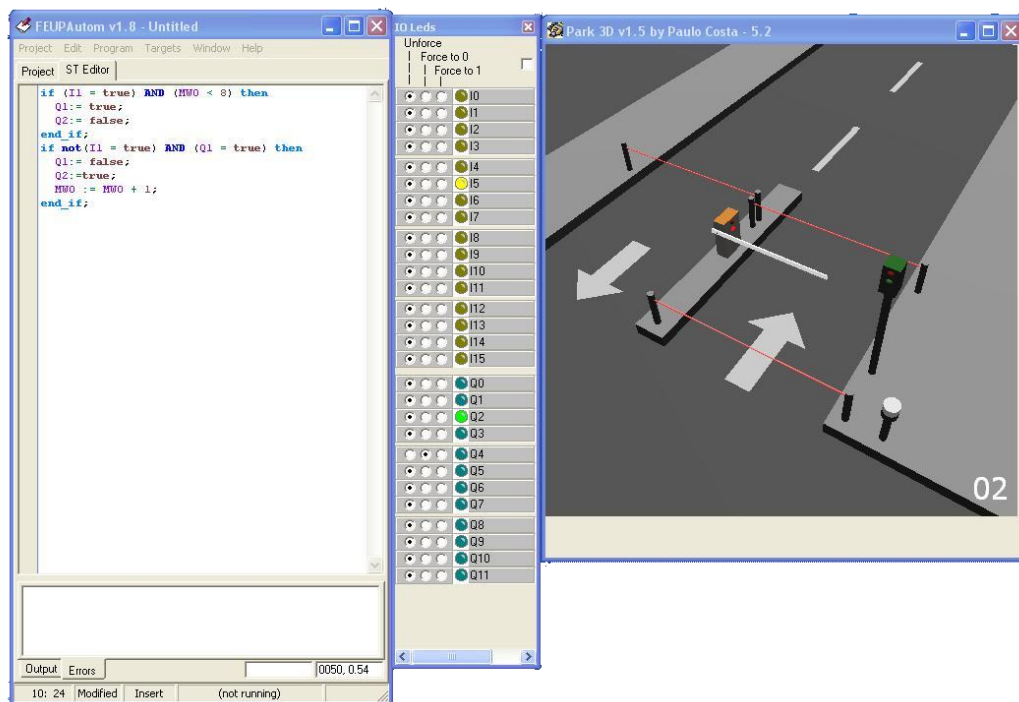 FEUPAutom v1.8 - Untitled
Project Edit Program Targets Window Help
Project ST Editor
if (I1 = true) AND (MW0 < 8) then
Q1:= true;
Q2:= false;
end_if;
if not(I1 = true) AND (Q1 = true) then
Q1:= false;
Q2:=true;
MW0 := MW0 + 1;
end_if;
Output Errors
0050, 0.54
10: 24 Modified Insert (not running)
IO Leds
Unforce
Force to 0
Force to 1
I0
I1
I2
I3
I4
I5
I6
I7
I8
I9
I10
I11
I12
I13
I14
I15
Q0
Q1
Q2
Q3
Q4
Q5
Q6
Q7
Q8
Q9
Q10
Q11
Park 3D v1.5 by Paulo Costa - 5.2
02